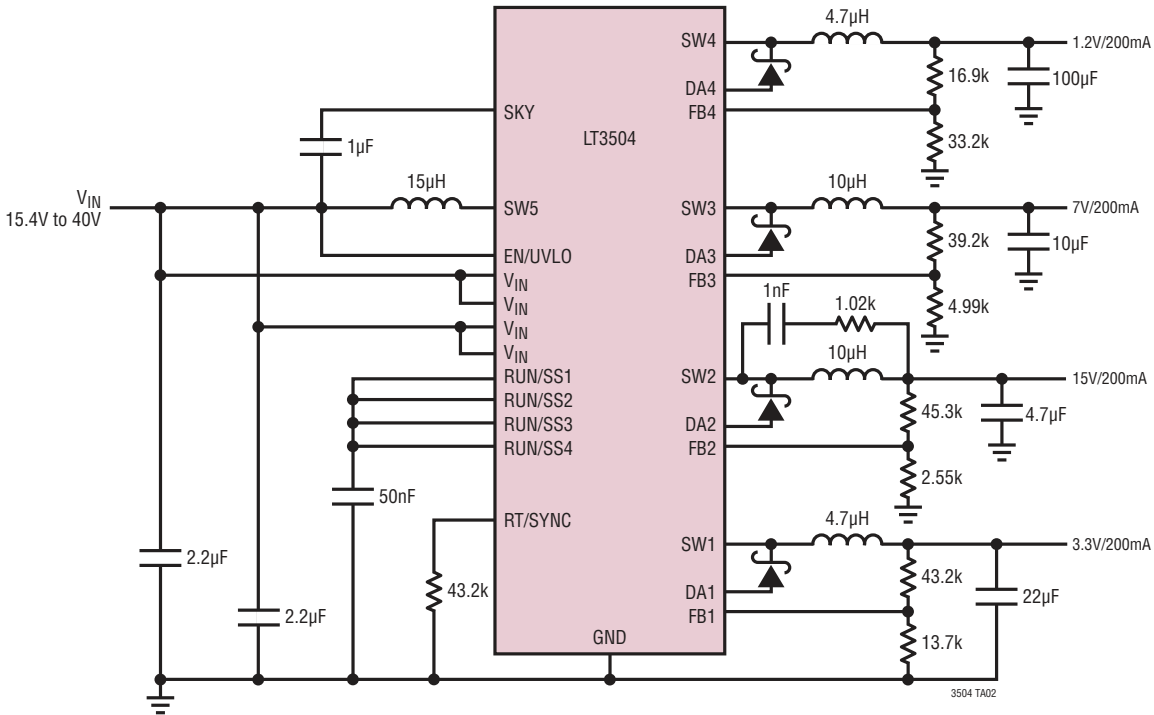 4.7µH
SW4
1.2V/200mA
16.9k
100µF
DA4
FB4
SKY
33.2k
LT3504
1µF
VIN
15.4V to 40V
15µH
SW5
10µH
SW3
7V/200mA
39.2k
10µF
EN/UVLO
DA3
VIN
FB3
VIN
4.99k
1nF
1.02k
VIN
VIN
10µH
RUN/SS1
SW2
15V/200mA
RUN/SS2
45.3k
4.7µF
RUN/SS3
DA2
RUN/SS4
FB2
2.55k
50nF
RT/SYNC
4.7µH
SW1
3.3V/200mA
2.2µF
43.2k
43.2k
DA1
22µF
2.2µF
FB1
GND
13.7k
3504 TA02